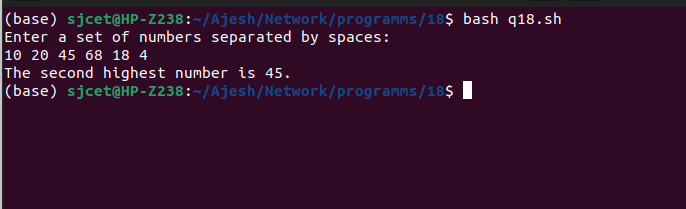 (base) sjcet@HP-Z238:~/Ajesh/Network/programms/18$ bash q18.sh
Enter a set of numbers separated by spaces:
10 20 45 68 18 4
The second highest number is 45.
(base) sjcet@HP-Z238:~/Ajesh/Network/programms/18$